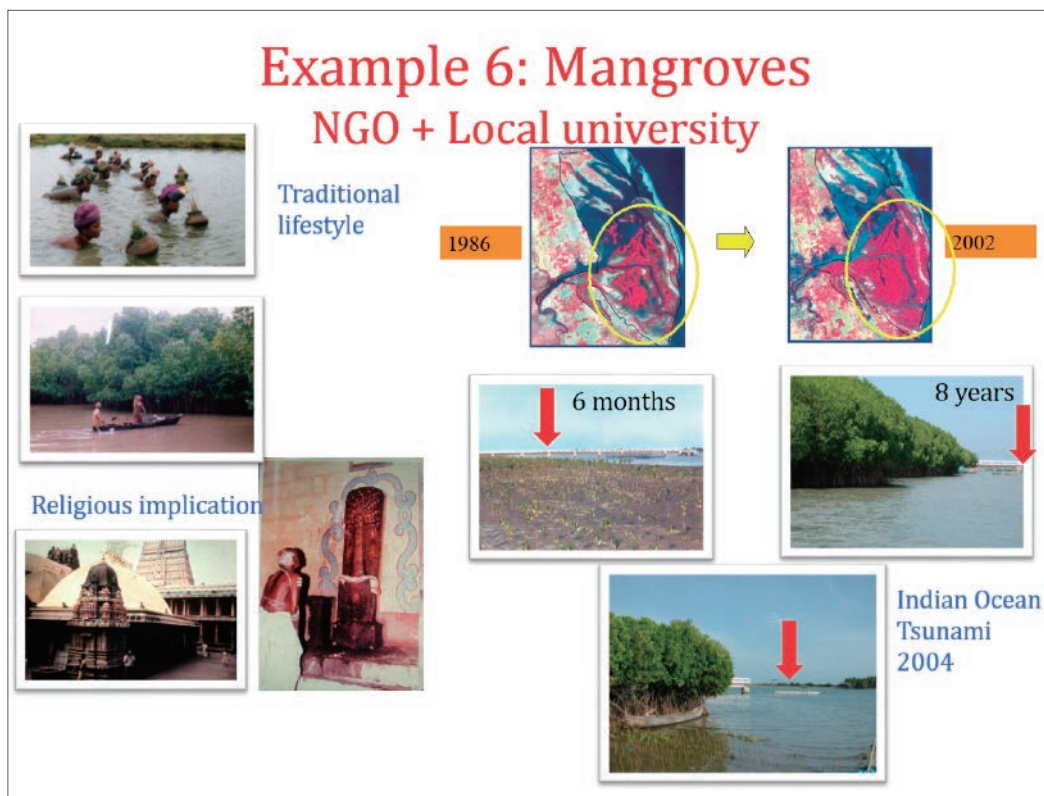 Example 6: Mangroves
NGO + Local university
Traditional
lifestyle
1986
2002
6 months
8 years
Religious implication
Indian Ocean
Tsunami
2004